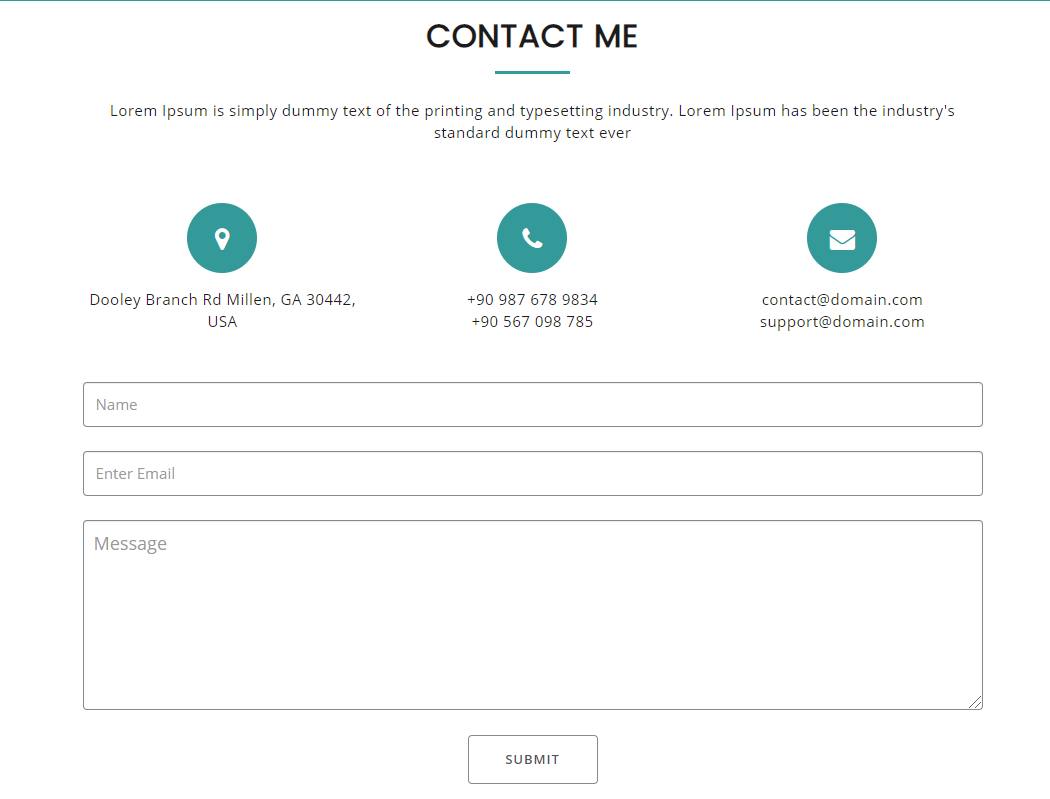 CONTACT ME
Lorem Ipsum is simply dummy text of the printing and typesetting industry. Lorem Ipsum has been the industry's
standard dummy text ever
Dooley Branch Rd Millen, GA 30442,
USA
+90 987 678 9834
+90 567 098 785
contact@domain.com
support@domain.com
Name
Enter Email
Message
SUBMIT